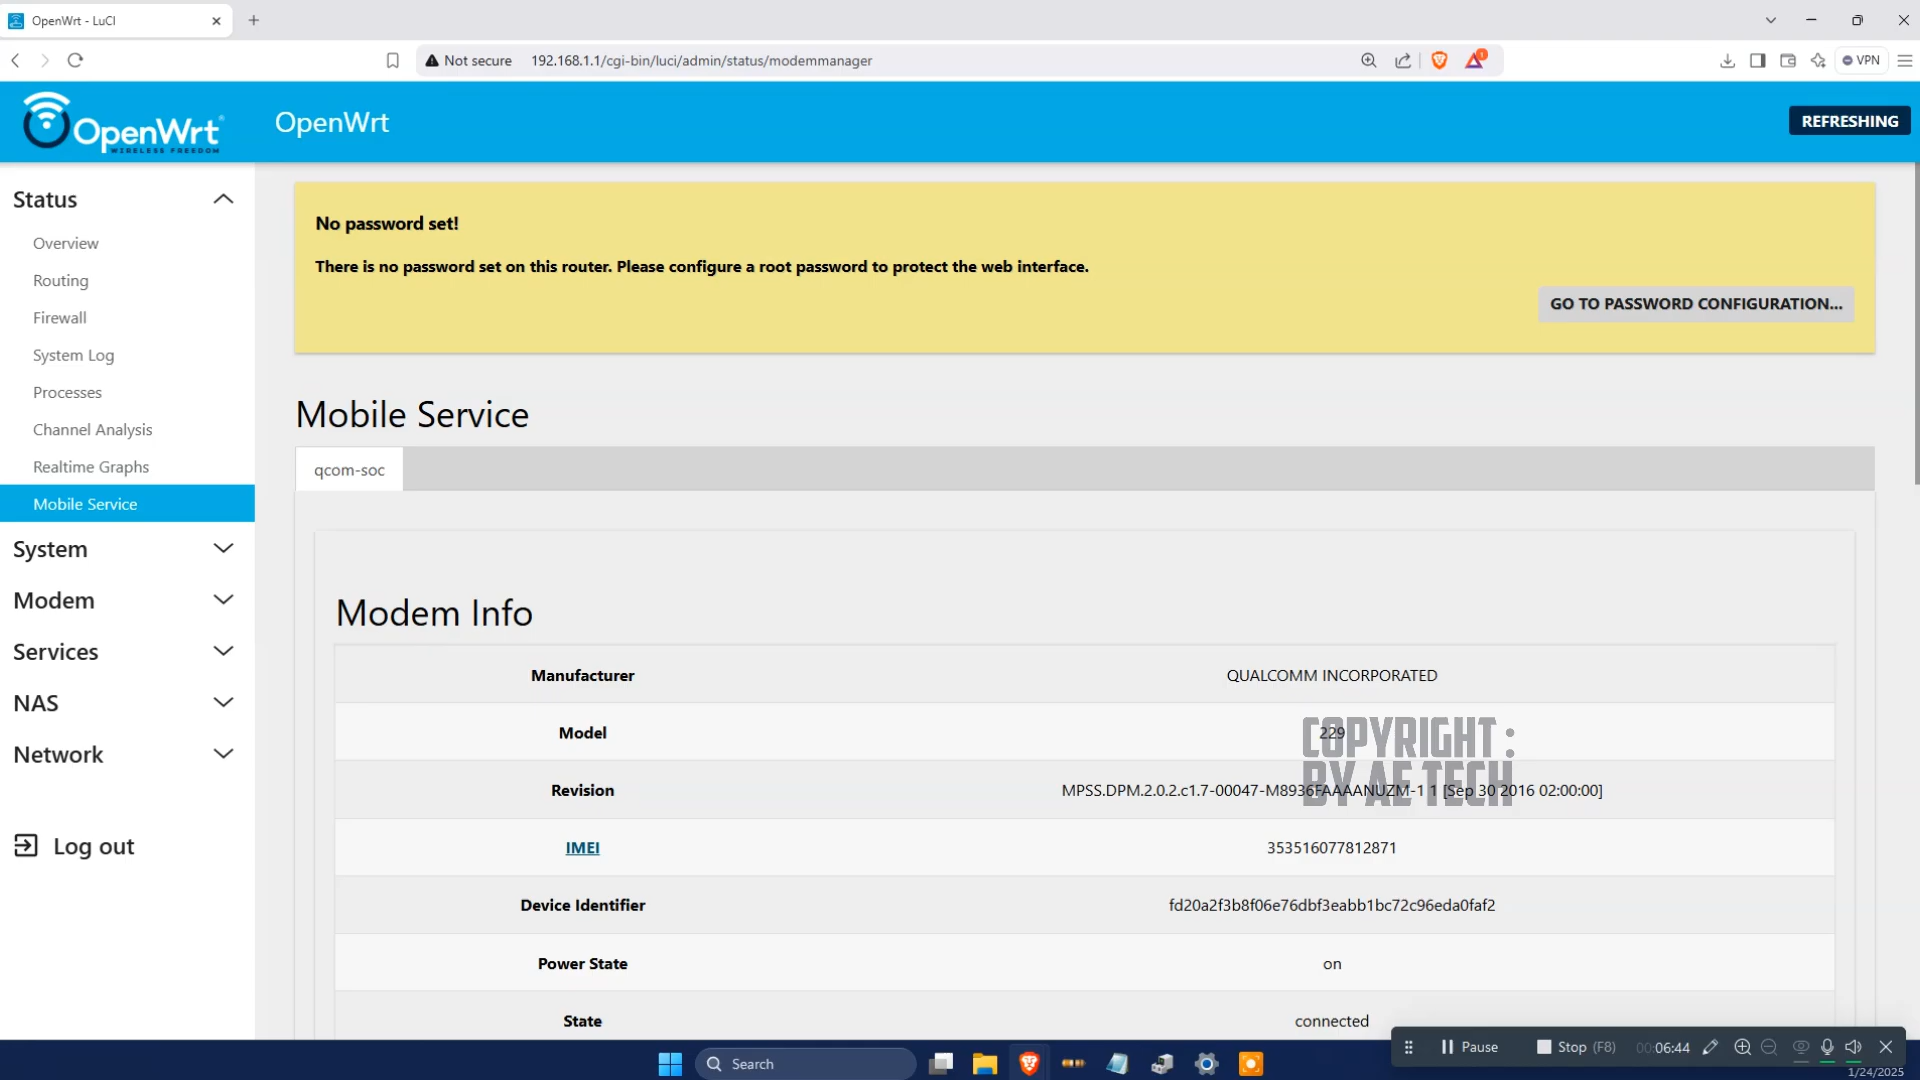 OpenWrt - LuCI
Not secure 192.168.1.1/cgi-bin/luci/admin/status/modemmanager
1
VPN
OpenWrt
WIRELESS FREEDOM
OpenWrt
REFRESHING
Status
Overview
Routing
Firewall
System Log
Processes
Channel Analysis
Realtime Graphs
Mobile Service
System
Modem
Services
NAS
Network
Log out
No password set!
There is no password set on this router. Please configure a root password to protect the web interface.
GO TO PASSWORD CONFIGURATION...
Mobile Service
qcom-soc
Modem Info
Manufacturer QUALCOMM INCORPORATED
Model 229
Revision MPSS.DPM.2.0.2.c1.7-00047-M8936FAAAANUZM-1 1 [Sep 30 2016 02:00:00]
IMEI 353516077812871
Device Identifier fd20a2f3b8f06e76dbf3eabb1bc72c96eda0faf2
Power State on
State connected
COPYRIGHT :
BY AE TECH
Search
Pause Stop (F8) 00:06:44
1/24/2025